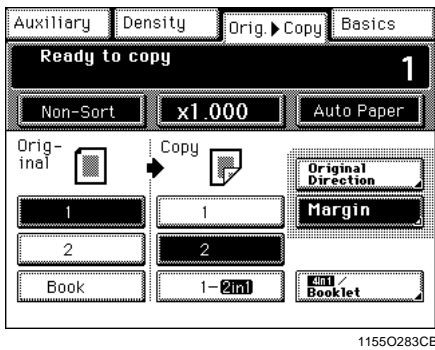 Auxiliary Density Orig.▶Copy Basics
Ready to copy
1
Non-Sort x1.000 Auto Paper
Orig-
inal
Copy
Original
Direction
1 1 Margin
2 2
Book 1-2in1
4in1 /
Booklet
1155O283CB